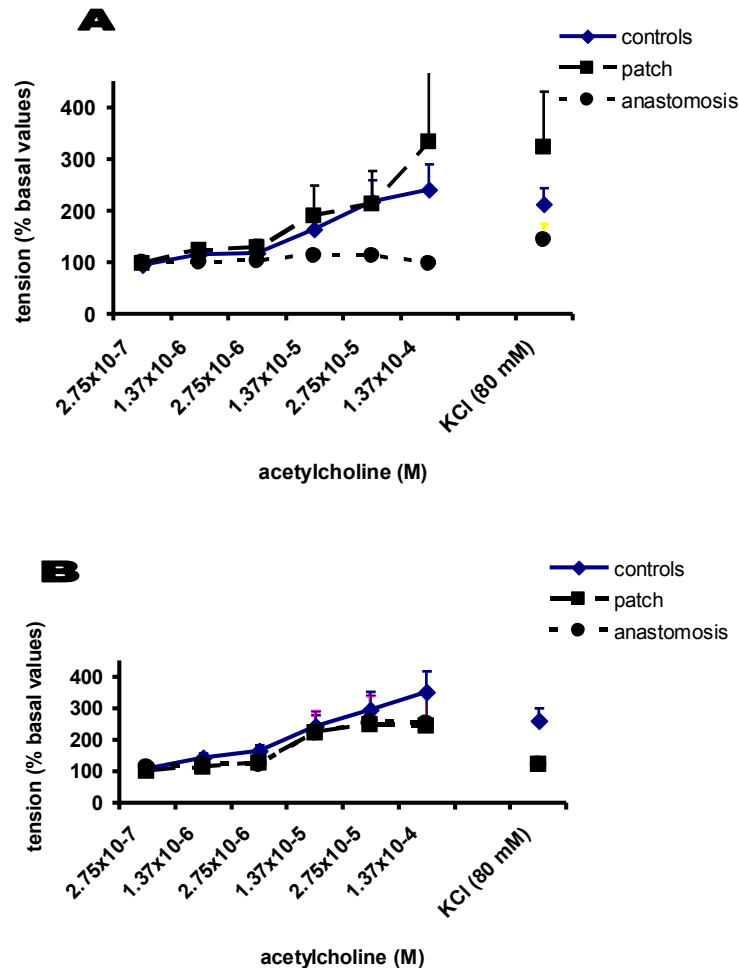 A
controls
patch
anastomosis
tension (% basal values)
400
300
200
100
0
2.75x10-7
1.37x10-6
2.75x10-6
1.37x10-5
2.75x10-5
1.37x10-4
KCl (80 mM)
acetylcholine (M)
B
controls
patch
anastomosis
tension (% basal values)
400
300
200
100
0
2.75x10-7
1.37x10-6
2.75x10-6
1.37x10-5
2.75x10-5
1.37x10-4
KCl (80 mM)
acetylcholine (M)